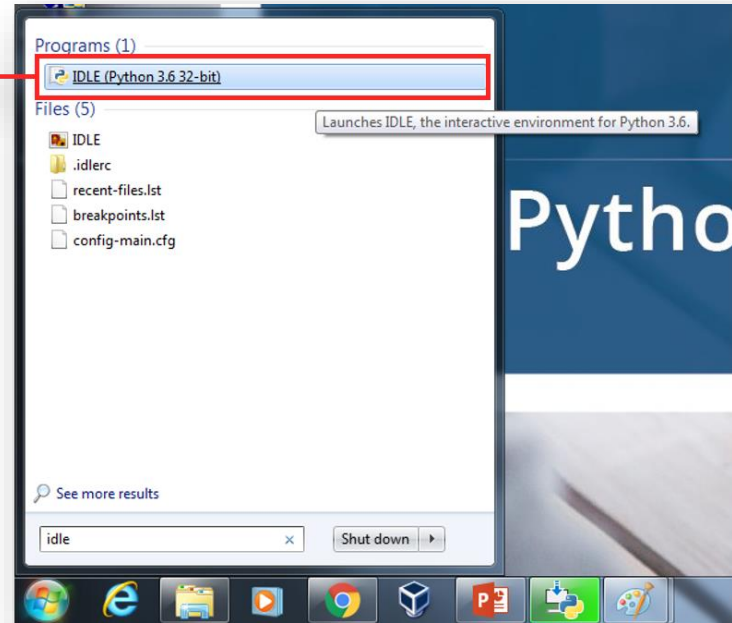 Programs (1)
IDLE (Python 3.6 32-bit)
Files (5)
Launches IDLE, the interactive environment for Python 3.6.
IDLE
.idlerc
recent-files.lst
breakpoints.lst
config-main.cfg
Pytho
See more results
idle
Shut down